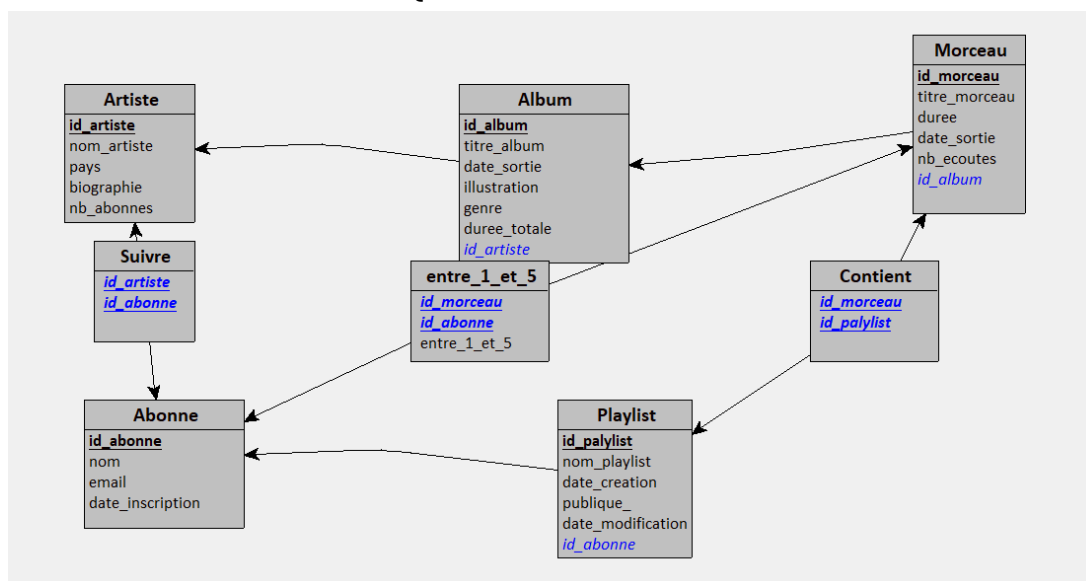 Artiste
id_artiste
nom_artiste
pays
biographie
nb_abonnes
Album
id_album
titre_album
date_sortie
illustration
genre
duree_totale
id_artiste
Morceau
id_morceau
titre_morceau
duree
date_sortie
nb_ecoutes
id_album
Suivre
id_artiste
id_abonne
entre_1_et_5
id_morceau
id_abonne
entre_1_et_5
Contient
id_morceau
id_palylist
Abonne
id_abonne
nom
email
date_inscription
Playlist
id_palylist
nom_playlist
date_creation
publique_
date_modification
id_abonne